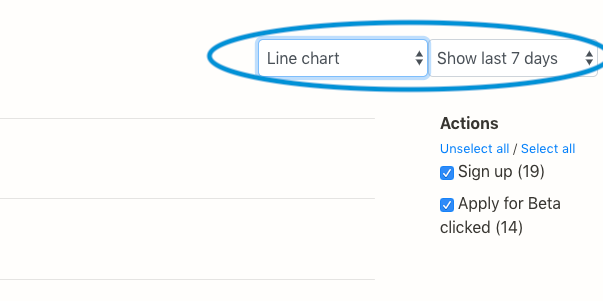 Line chart Show last 7 days
Actions
Unselect all / Select all
Sign up (19)
Apply for Beta
clicked (14)